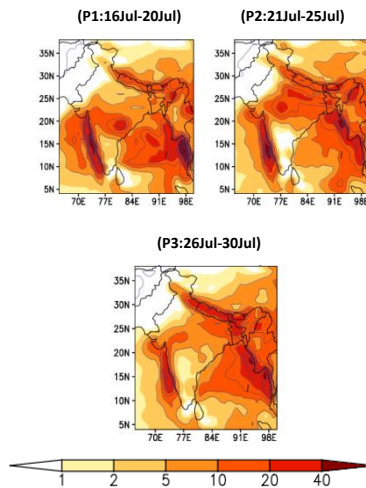 (P1:16Jul-20Jul) (P2:21Jul-25Jul)
35N 35N
30N 30N
25N 25N
20N 20N
15N 15N
10N 10N
5N 5N
70E 77E 84E 91E 98E 70E 77E 84E 91E 98E
(P3:26Jul-30Jul)
35N
30N
25N
20N
15N
10N
5N
70E 77E 84E 91E 98E
1 2 5 10 20 40